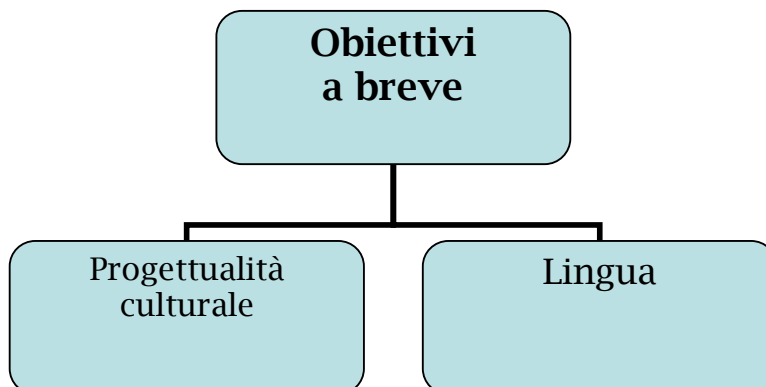 Obiettivi
a breve
Progettualità
culturale
Lingua